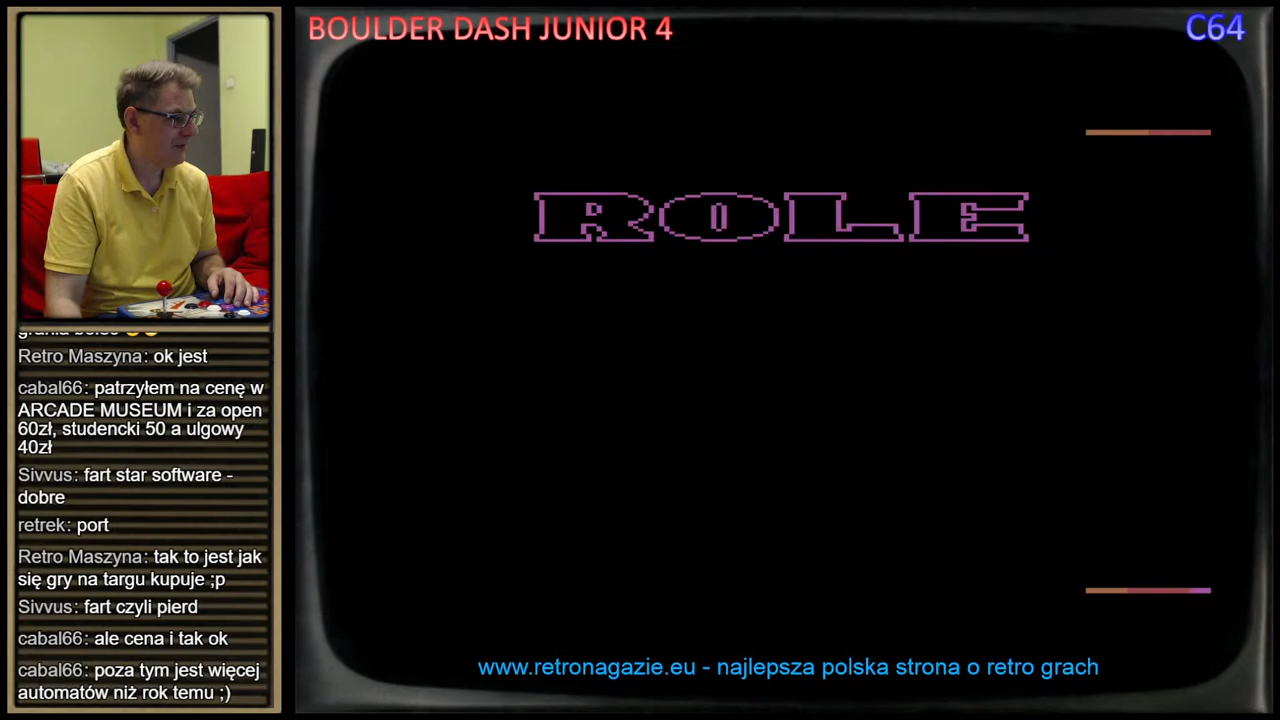 BOULDER DASH JUNIOR 4
C64
ROLE
Retro Maszyna: ok jest
cabal66: patrzyłem na cenę w
ARCADE MUSEUM i za open
60zł, studencki 50 a ulgowy
40zł
Sivvus: fart star software -
dobre
retrek: port
Retro Maszyna: tak to jest jak
się gry na targu kupuje ;p
Sivvus: fart czyli pierd
cabal66: ale cena i tak ok
cabal66: poza tym jest więcej
automatów niż rok temu ;)
www.retronagazie.eu - najlepsza polska strona o retro grach